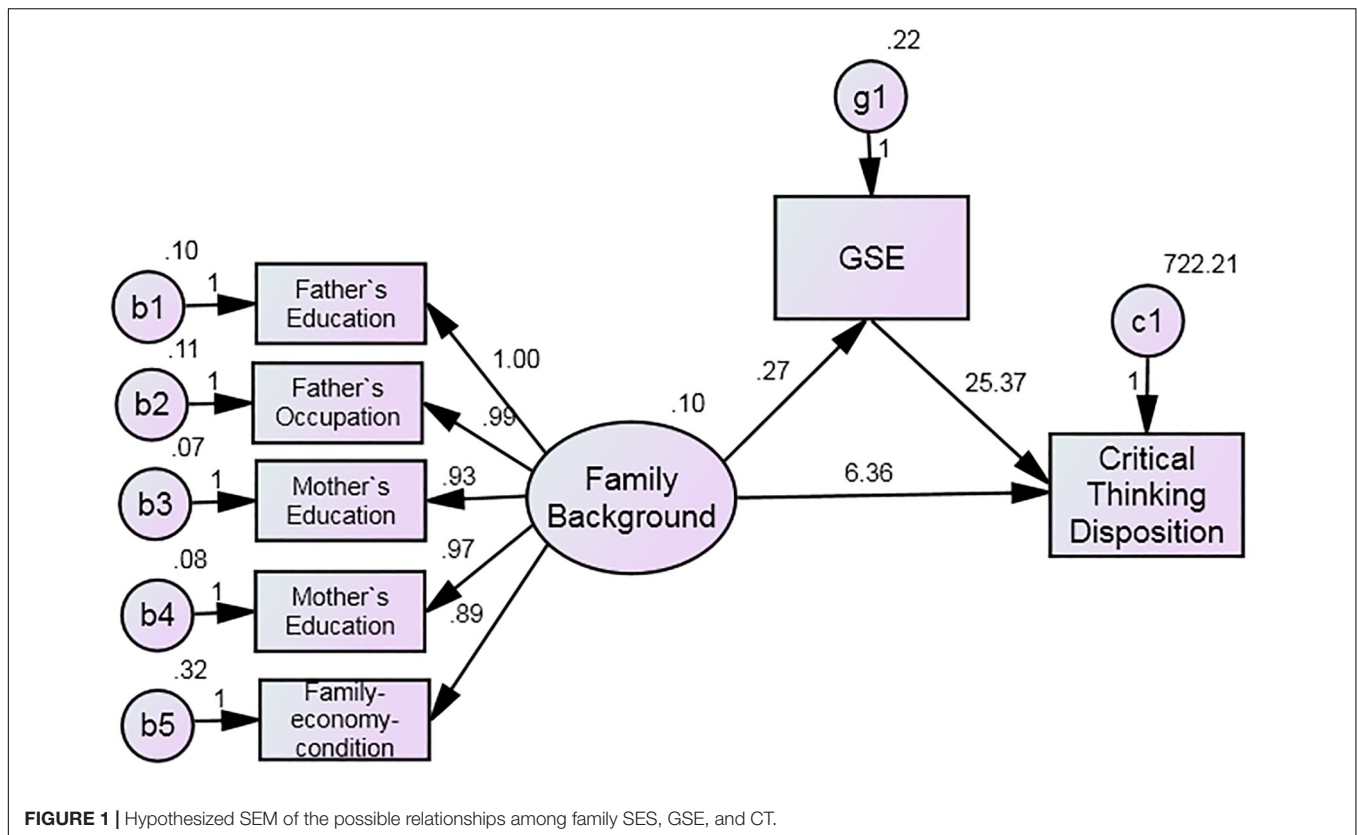 .22
g1
1
GSE
722.21
c1
1
.10
b1
1
Father`s
Education
1.00
.11
b2
1
Father`s
Occupation
.99
.07
b3
1
Mother`s
Education
.93
.08
b4
1
Mother`s
Education
.97
.32
b5
1
Family-
economy-
condition
.89
.10
Family
Background
.27
25.37
6.36
Critical
Thinking
Disposition
FIGURE 1 | Hypothesized SEM of the possible relationships among family SES, GSE, and CT.